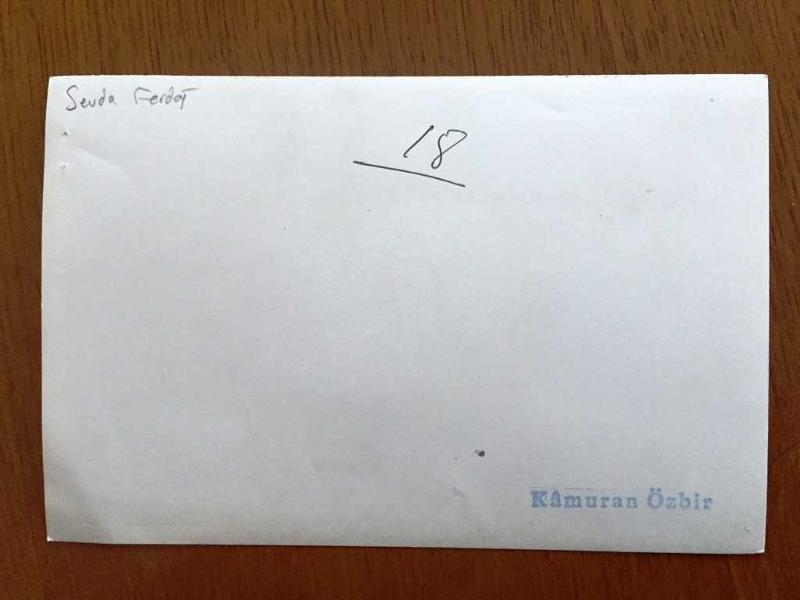 Sevda Ferdağ
18
Kâmuran Özbir